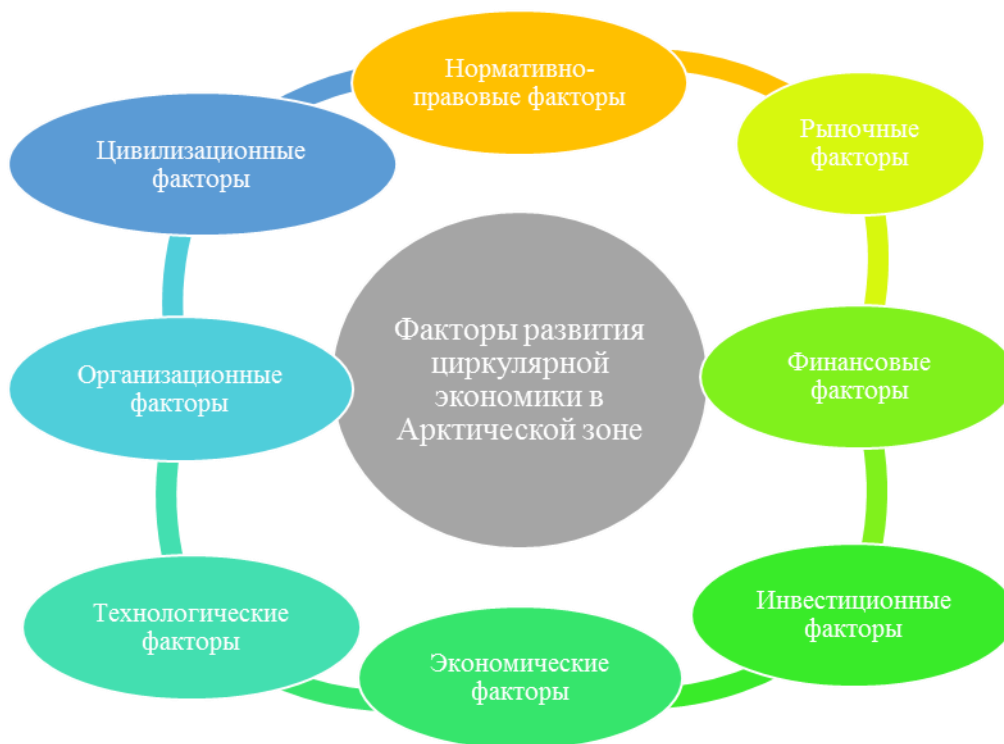 Нормативно-
правовые факторы
Рыночные
факторы
Финансовые
факторы
Инвестиционные
факторы
Экономические
факторы
Технологические
факторы
Организационные
факторы
Цивилизационные
факторы
Факторы развития
циркулярной
экономики в
Арктической зоне